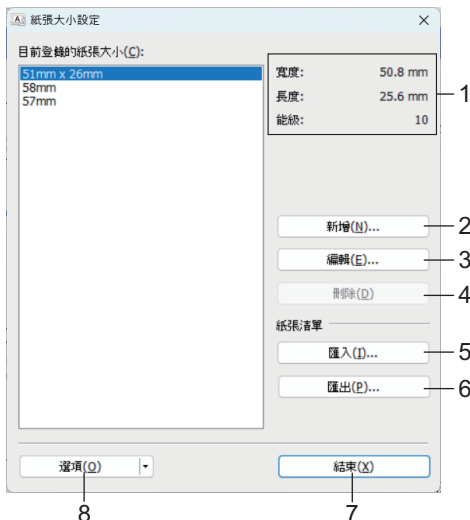 紙張大小設定
目前登錄的紙張大小(C):
51mm x 26mm
58mm
57mm
寬度: 50.8 mm
長度: 25.6 mm
能級: 10
1
新增(N)... 2
編輯(E)... 3
刪除(D) 4
紙張清單
匯入(I)... 5
匯出(P)... 6
選項(O) 結束(X)
8 7